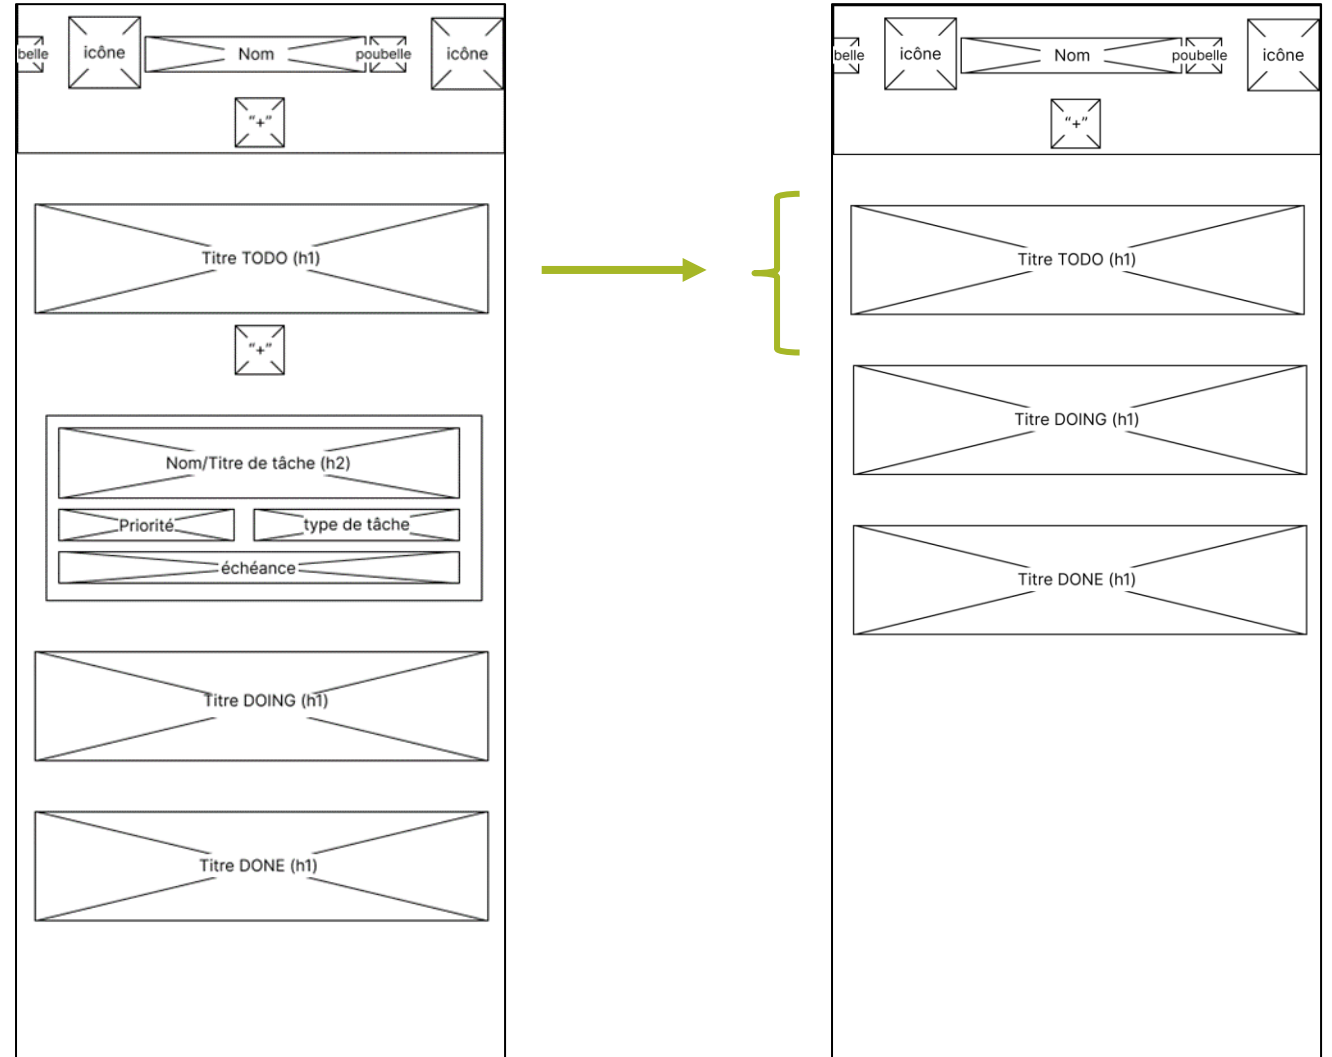 belle
icône
Nom
poubelle
icône
“+”
Titre TODO (h1)
“+”
Nom/Titre de tâche (h2)
Priorité
type de tâche
échéance
Titre DOING (h1)
Titre DONE (h1)
belle
icône
Nom
poubelle
icône
“+”
Titre TODO (h1)
Titre DOING (h1)
Titre DONE (h1)